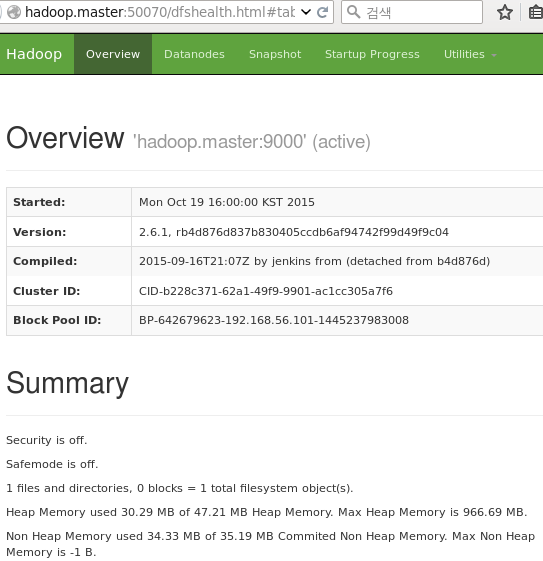 hadoop.master:50070/dfshealth.html#tab
검색
Hadoop Overview Datanodes Snapshot Startup Progress Utilities
Overview 'hadoop.master:9000' (active)
Started: Mon Oct 19 16:00:00 KST 2015
Version: 2.6.1, rb4d876d837b830405ccdb6af94742f99d49f9c04
Compiled: 2015-09-16T21:07Z by jenkins from (detached from b4d876d)
Cluster ID: CID-b228c371-62a1-49f9-9901-ac1cc305a7f6
Block Pool ID: BP-642679623-192.168.56.101-1445237983008
Summary
Security is off.
Safemode is off.
1 files and directories, 0 blocks = 1 total filesystem object(s).
Heap Memory used 30.29 MB of 47.21 MB Heap Memory. Max Heap Memory is 966.69 MB.
Non Heap Memory used 34.33 MB of 35.19 MB Commited Non Heap Memory. Max Non Heap
Memory is -1 B.